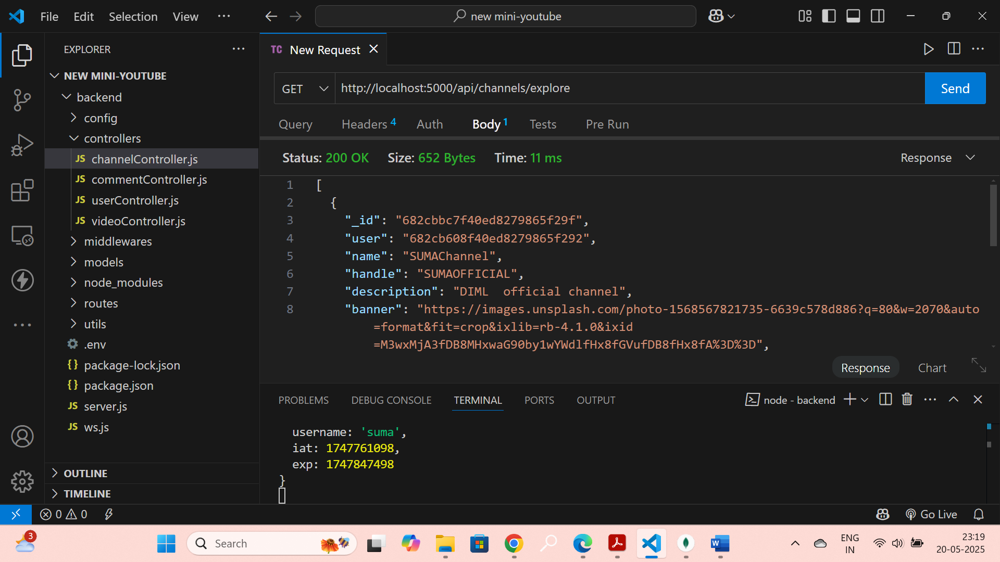 File Edit Selection View ··· new mini-youtube
EXPLORER ···
NEW MINI-YOUTUBE
backend
config
controllers
JS channelController.js
JS commentController.js
JS userController.js
JS videoController.js
middlewares
models
node_modules
routes
utils
.env
{} package-lock.json
{} package.json
JS server.js
JS ws.js
OUTLINE
TIMELINE
TC New Request
GET http://localhost:5000/api/channels/explore Send
Query Headers 4 Auth Body 1 Tests Pre Run
Status: 200 OK Size: 652 Bytes Time: 11 ms Response
1 [
2 {
3 "_id": "682cbbc7f40ed8279865f29f",
4 "user": "682cb608f40ed8279865f292",
5 "name": "SUMAChannel",
6 "handle": "SUMAOFFICIAL",
7 "description": "DIML  official channel",
8 "banner": "https://images.unsplash.com/photo-1568567821735-6639c578d886?q=80&w=2070&auto
=format&fit=crop&ixlib=rb-4.1.0&ixid
=M3wxMjA3fDB8MHxwaG90by1wYWdlfHx8fGVufDB8fHx8fA%3D%3D",
Response Chart
PROBLEMS DEBUG CONSOLE TERMINAL PORTS OUTPUT node - backend
username: 'suma',
iat: 1747761098,
exp: 1747847498
}
0 0 Go Live
3 Search ENG 23:19
IN 20-05-2025